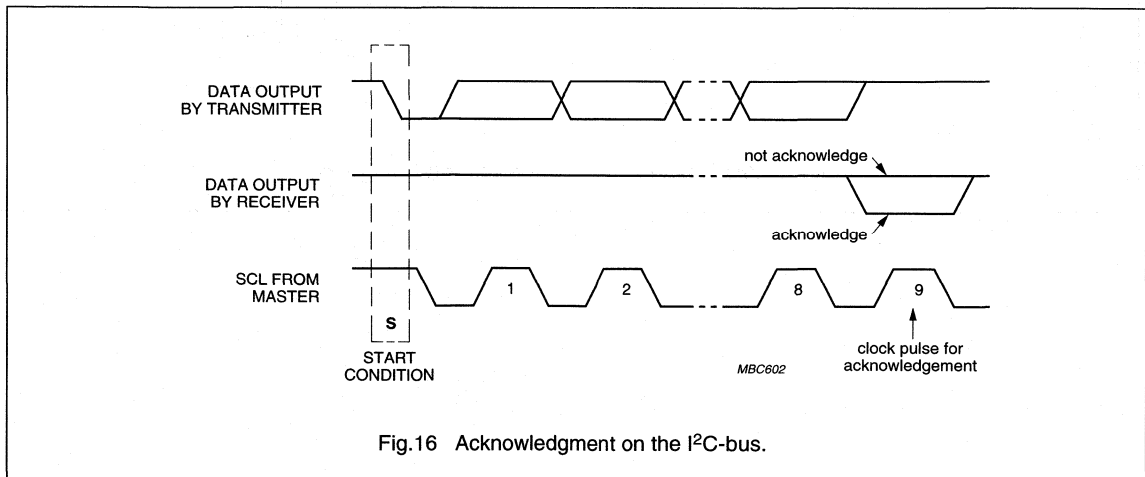 DATA OUTPUT
BY TRANSMITTER
not acknowledge
DATA OUTPUT
BY RECEIVER
acknowledge
SCL FROM
MASTER
1
2
8
9
S
START
CONDITION
clock pulse for
acknowledgement
MBC602
Fig.16 Acknowledgment on the I²C-bus.